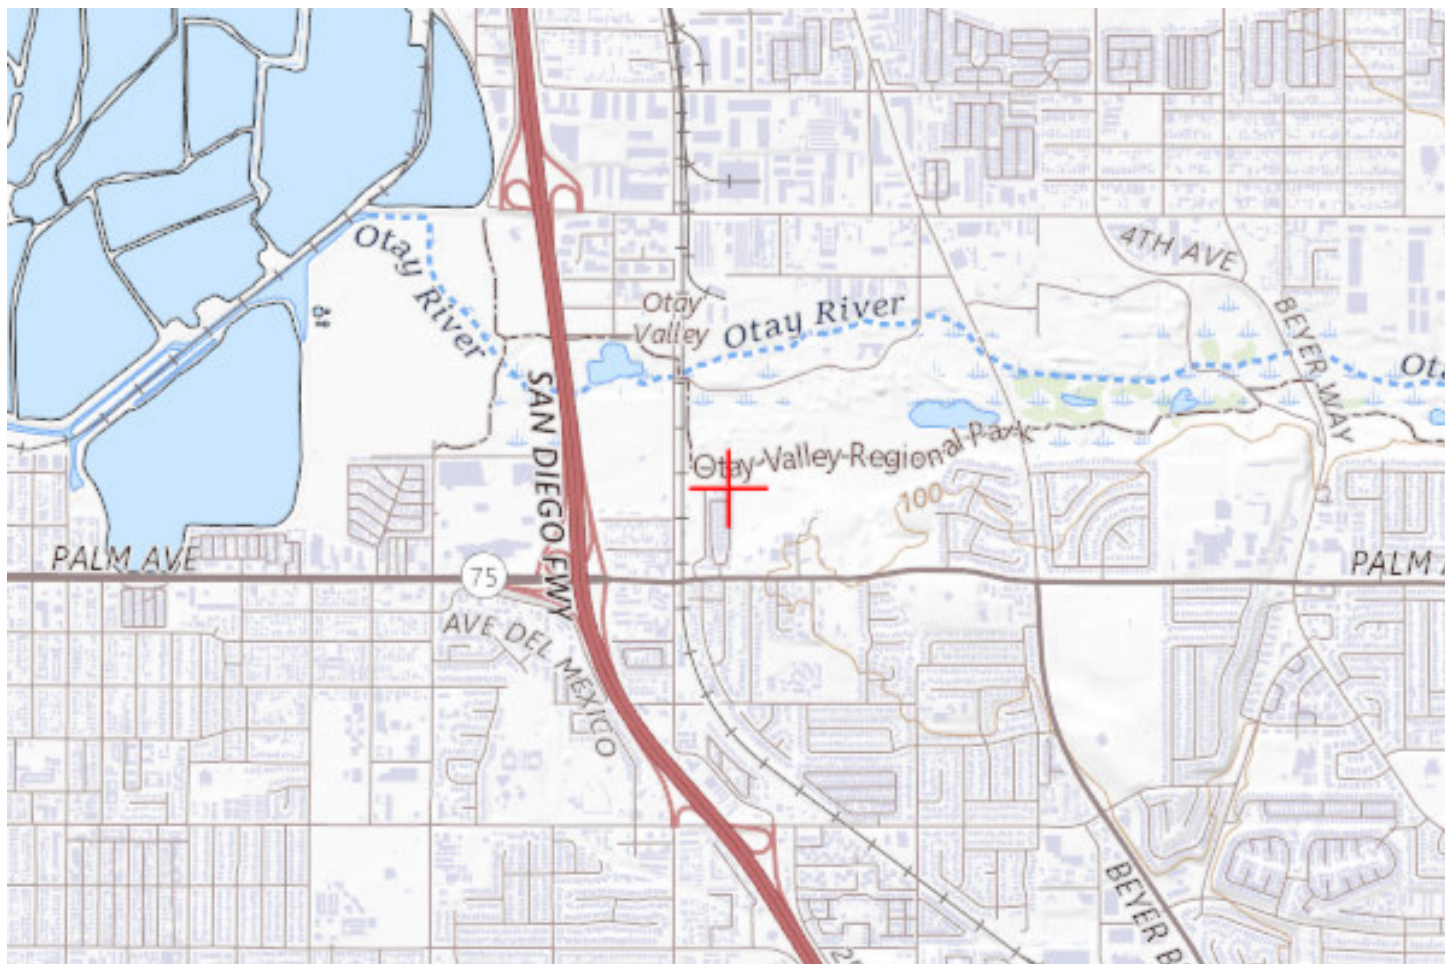 4TH AVE
Otay River
Otay
Valley
Otay River
BEYER WAY
SAN DIEGO FWY
Otay-Valley-Regional-Park
100
PALM AVE
75
PALM
AVE DEL MEXICO
BEYER B